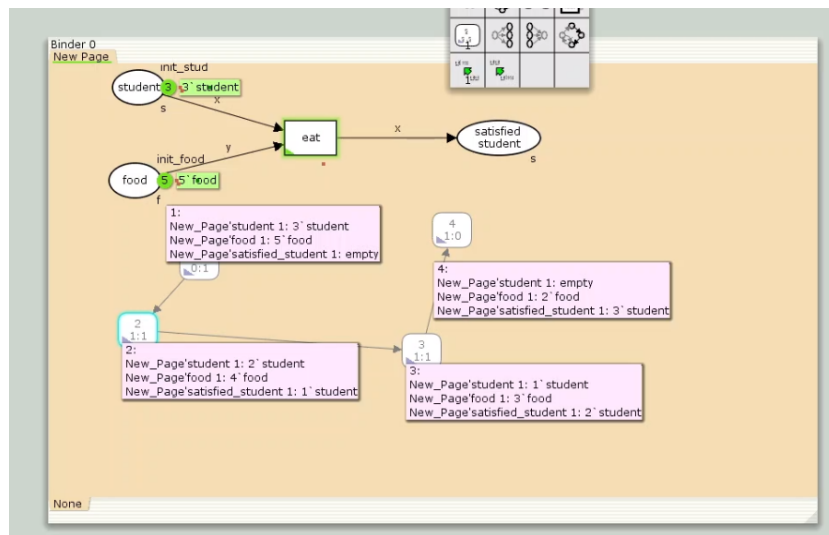 Binder 0
New Page
init_stud
student 3 3`student
x
s
eat
x
satisfied
student
s
y
init_food
food 5 5`food
f
1:
New_Page'student 1: 3`student
New_Page'food 1: 5`food
New_Page'satisfied_student 1: empty
0:1
4
1:0
4:
New_Page'student 1: empty
New_Page'food 1: 2`food
New_Page'satisfied_student 1: 3`student
2
1:1
2:
New_Page'student 1: 2`student
New_Page'food 1: 4`food
New_Page'satisfied_student 1: 1`student
3
1:1
3:
New_Page'student 1: 1`student
New_Page'food 1: 3`food
New_Page'satisfied_student 1: 2`student
None